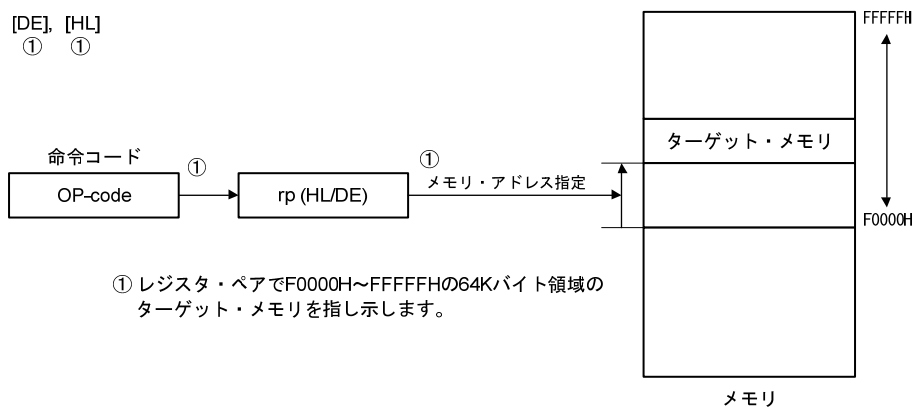 [DE], [HL]
① ①
FFFFFH
ターゲット・メモリ
命令コード
①
①
OP-code
rp (HL/DE)
メモリ・アドレス指定
F0000H
① レジスタ・ペアでF0000H~FFFFFHの64Kバイト領域の
ターゲット・メモリを指し示します。
メモリ